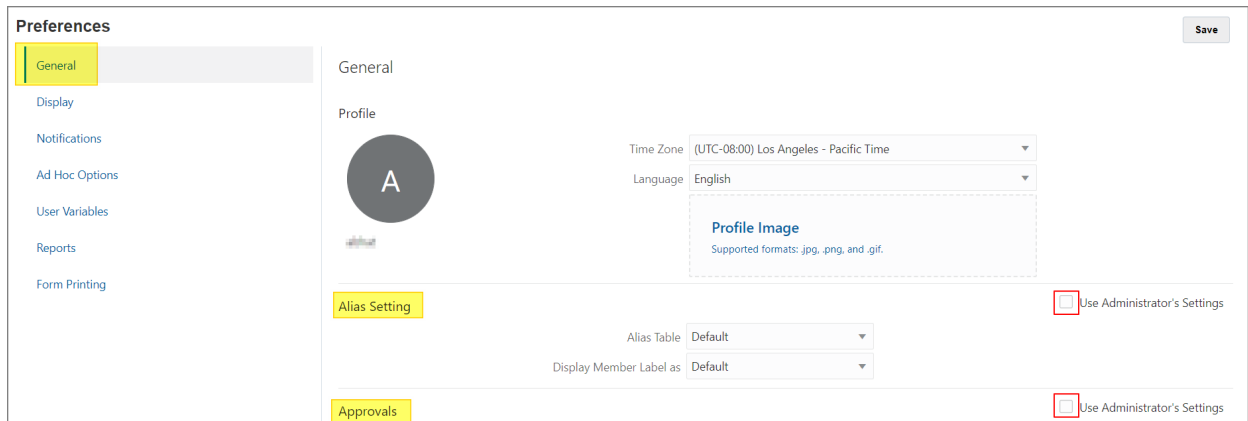 Preferences
Save
General
Display
Notifications
Ad Hoc Options
User Variables
Reports
Form Printing
General
Profile
A
Time Zone (UTC-08:00) Los Angeles - Pacific Time
Language English
Profile Image
Supported formats: .jpg, .png, and .gif.
Alias Setting
Use Administrator's Settings
Alias Table Default
Display Member Label as Default
Approvals
Use Administrator's Settings